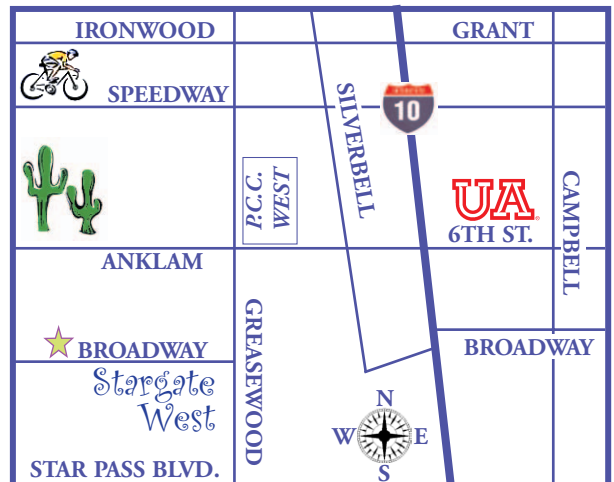 IRONWOOD
GRANT
SPEEDWAY
SILVERBELL
10
P.C.C.
WEST
UA
6TH ST.
CAMPBELL
ANKLAM
GREASEWOOD
BROADWAY
BROADWAY
Stargate
West
N
W E
S
STAR PASS BLVD.